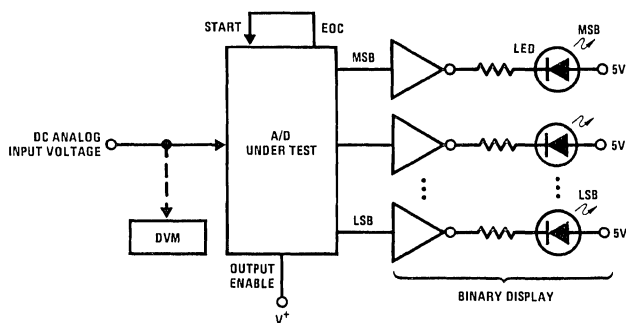 START
EOC
MSB
LED
MSB
5V
DC ANALOG
INPUT VOLTAGE
A/D
UNDER TEST
5V
DVM
LSB
LSB
5V
OUTPUT
ENABLE
V+
BINARY DISPLAY